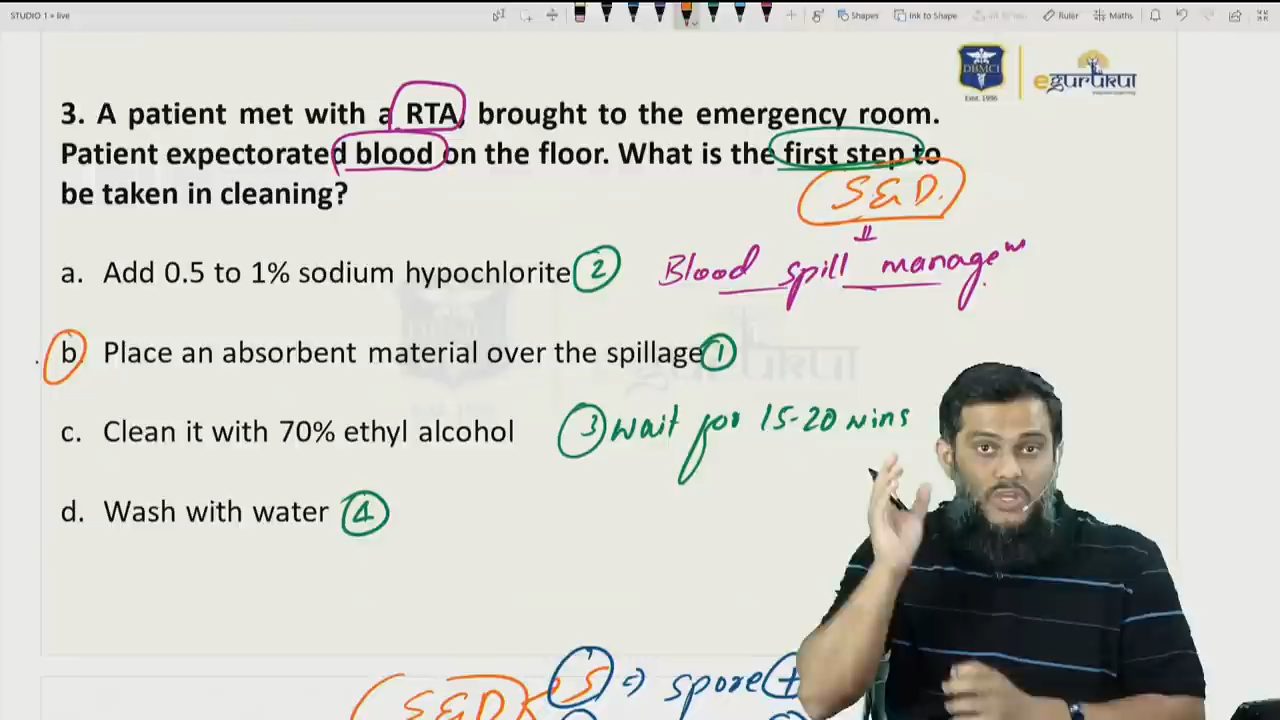 STUDIO 1 • live
Shapes
Ink to Shape
Ruler
Maths
DBMCI
Estd. 1996
egurukul
3. A patient met with a RTA, brought to the emergency room.
Patient expectorated blood on the floor. What is the first step to
be taken in cleaning?
S & D.
a. Add 0.5 to 1% sodium hypochlorite 2
Blood spill managem
b. Place an absorbent material over the spillage 1
c. Clean it with 70% ethyl alcohol
3 wait for 15-20 mins
d. Wash with water 4
S & D
S => spore +